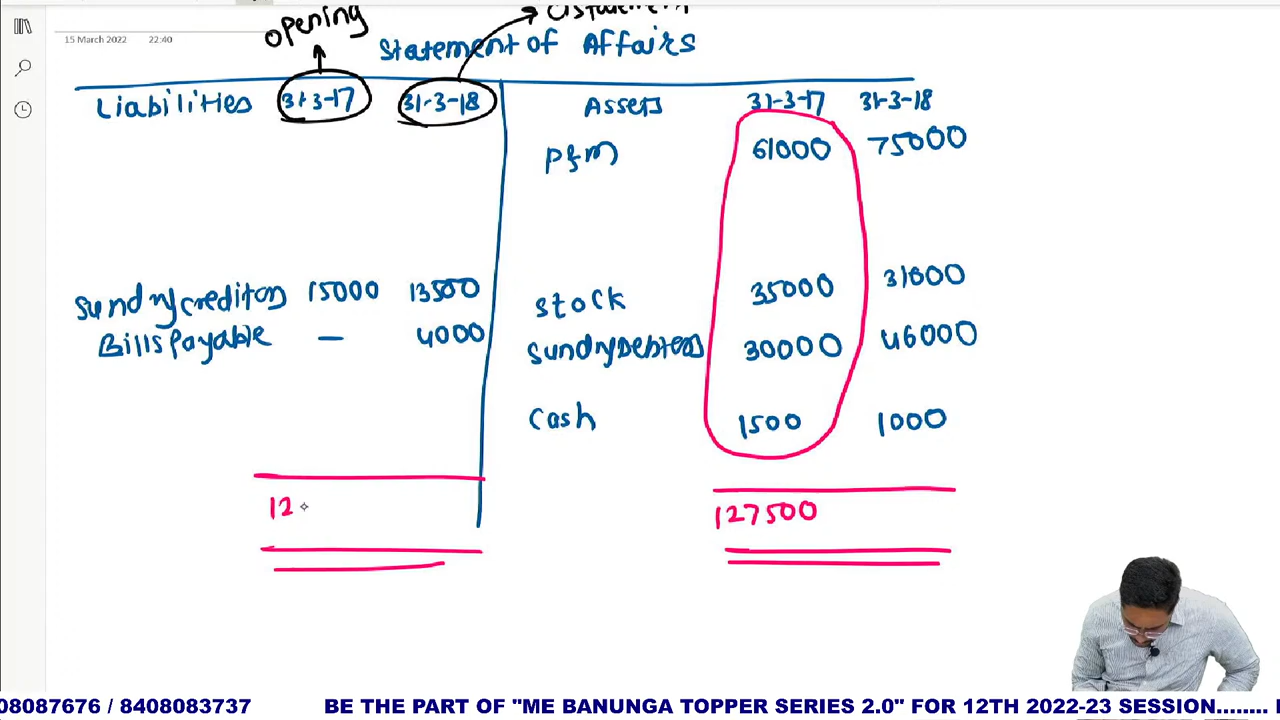 opening
15 March 2022 22:40
Statement of Affairs
Liabilities 31-3-17 31-3-18 Assets 31-3-17 31-3-18
P&M 61000 75000
Sundry creditors 15000 13500 Stock 35000 31000
Bills Payable — 4000 Sundry Debtors 30000 46000
Cash 1500 1000
12 127500
08087676 / 8408083737 BE THE PART OF "ME BANUNGA TOPPER SERIES 2.0" FOR 12TH 2022-23 SESSION........